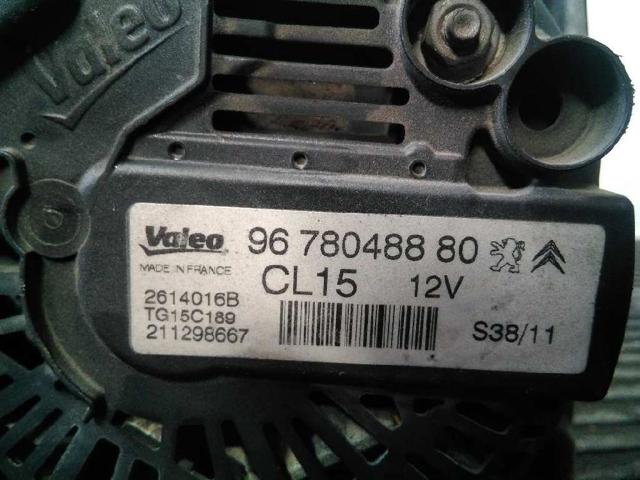 Valeo
Valeo 96 780488 80
MADE IN FRANCE CL15 12V
2614016B
TG15C189 S38/11
211298667